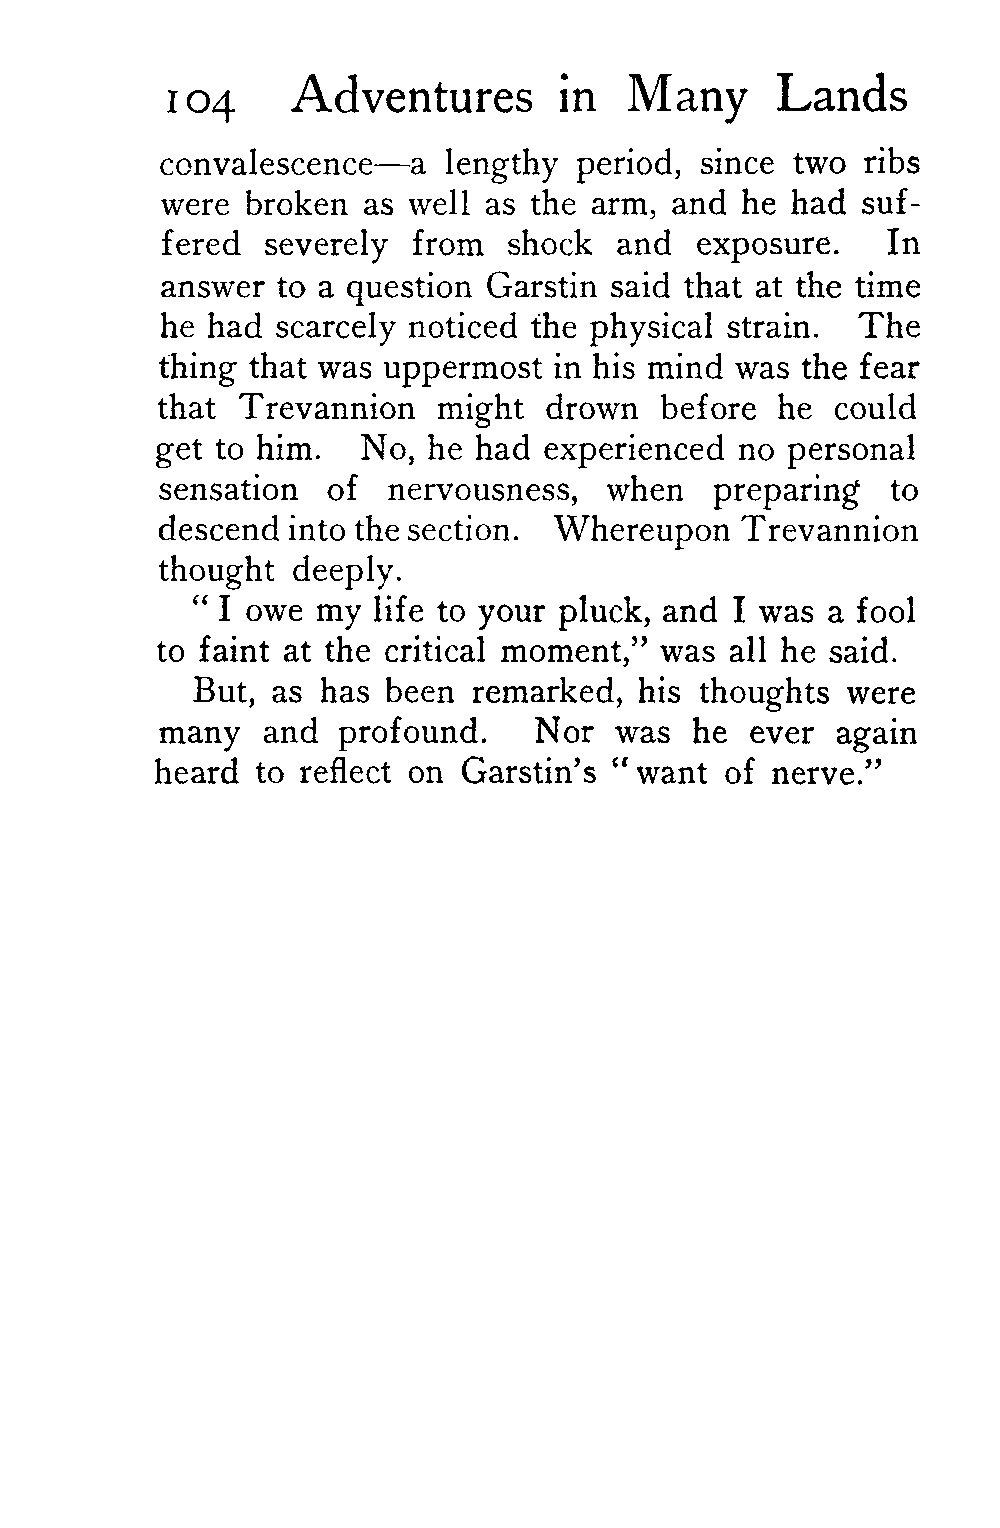 104 Adventures in Many Lands
convalescence—a lengthy period, since two ribs
were broken as well as the arm, and he had suf-
fered severely from shock and exposure. In
answer to a question Garstin said that at the time
he had scarcely noticed the physical strain. The
thing that was uppermost in his mind was the fear
that Trevannion might drown before he could
get to him. No, he had experienced no personal
sensation of nervousness, when preparing to
descend into the section. Whereupon Trevannion
thought deeply.
“I owe my life to your pluck, and I was a fool
to faint at the critical moment,” was all he said.
But, as has been remarked, his thoughts were
many and profound. Nor was he ever again
heard to reflect on Garstin’s “want of nerve.”